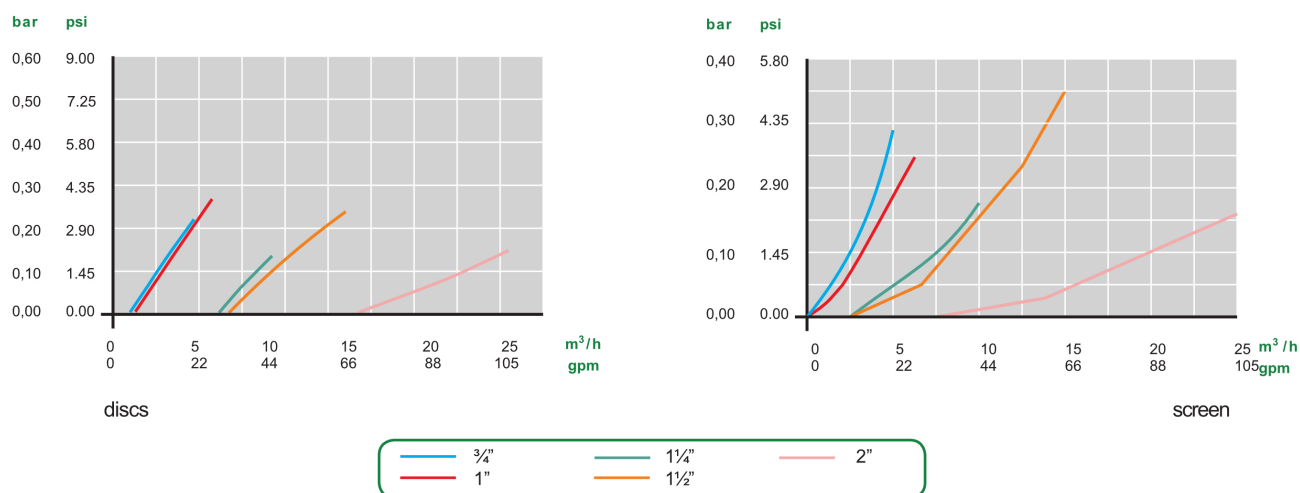 bar psi
0,60 9.00
0,50 7.25
0,40 5.80
0,30 4.35
0,20 2.90
0,10 1.45
0,00 0.00
0 5 10 15 20 25 m³/h
0 22 44 66 88 105 gpm
discs
bar psi
0,40 5.80
0,30 4.35
0,20 2.90
0,10 1.45
0,00 0.00
0 5 10 15 20 25 m³/h
0 22 44 66 88 105 gpm
screen
¾” 1¼” 2”
1” 1½”